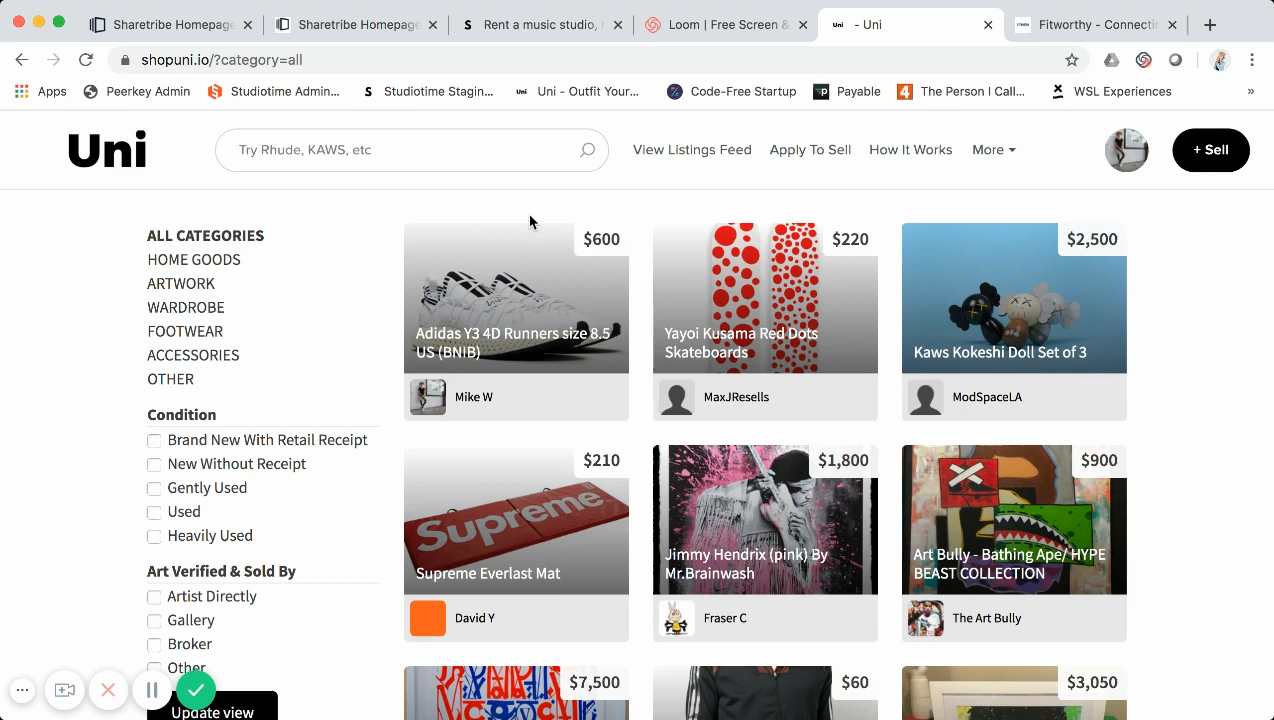 Sharetribe Homepage
Sharetribe Homepage
S Rent a music studio, r
Loom | Free Screen &
Uni - Uni
Fitworthy - Connectin
shopuni.io/?category=all
Apps
Peerkey Admin
Studiotime Admin...
S Studiotime Stagin...
Uni Uni - Outfit Your...
Code-Free Startup
Payable
4 The Person I Call...
WSL Experiences
»
Uni
Try Rhude, KAWS, etc
View Listings Feed
Apply To Sell
How It Works
More
+ Sell
ALL CATEGORIES
HOME GOODS
ARTWORK
WARDROBE
FOOTWEAR
ACCESSORIES
OTHER
Condition
Brand New With Retail Receipt
New Without Receipt
Gently Used
Used
Heavily Used
Art Verified & Sold By
Artist Directly
Gallery
Broker
Other
Update view
$600
Adidas Y3 4D Runners size 8.5
US (BNIB)
Mike W
$220
Yayoi Kusama Red Dots
Skateboards
MaxJResells
$2,500
Kaws Kokeshi Doll Set of 3
ModSpaceLA
$210
Supreme
Supreme Everlast Mat
David Y
$1,800
Jimmy Hendrix (pink) By
Mr.Brainwash
Fraser C
$900
Art Bully - Bathing Ape/ HYPE
BEAST COLLECTION
The Art Bully
$7,500
$60
$3,050